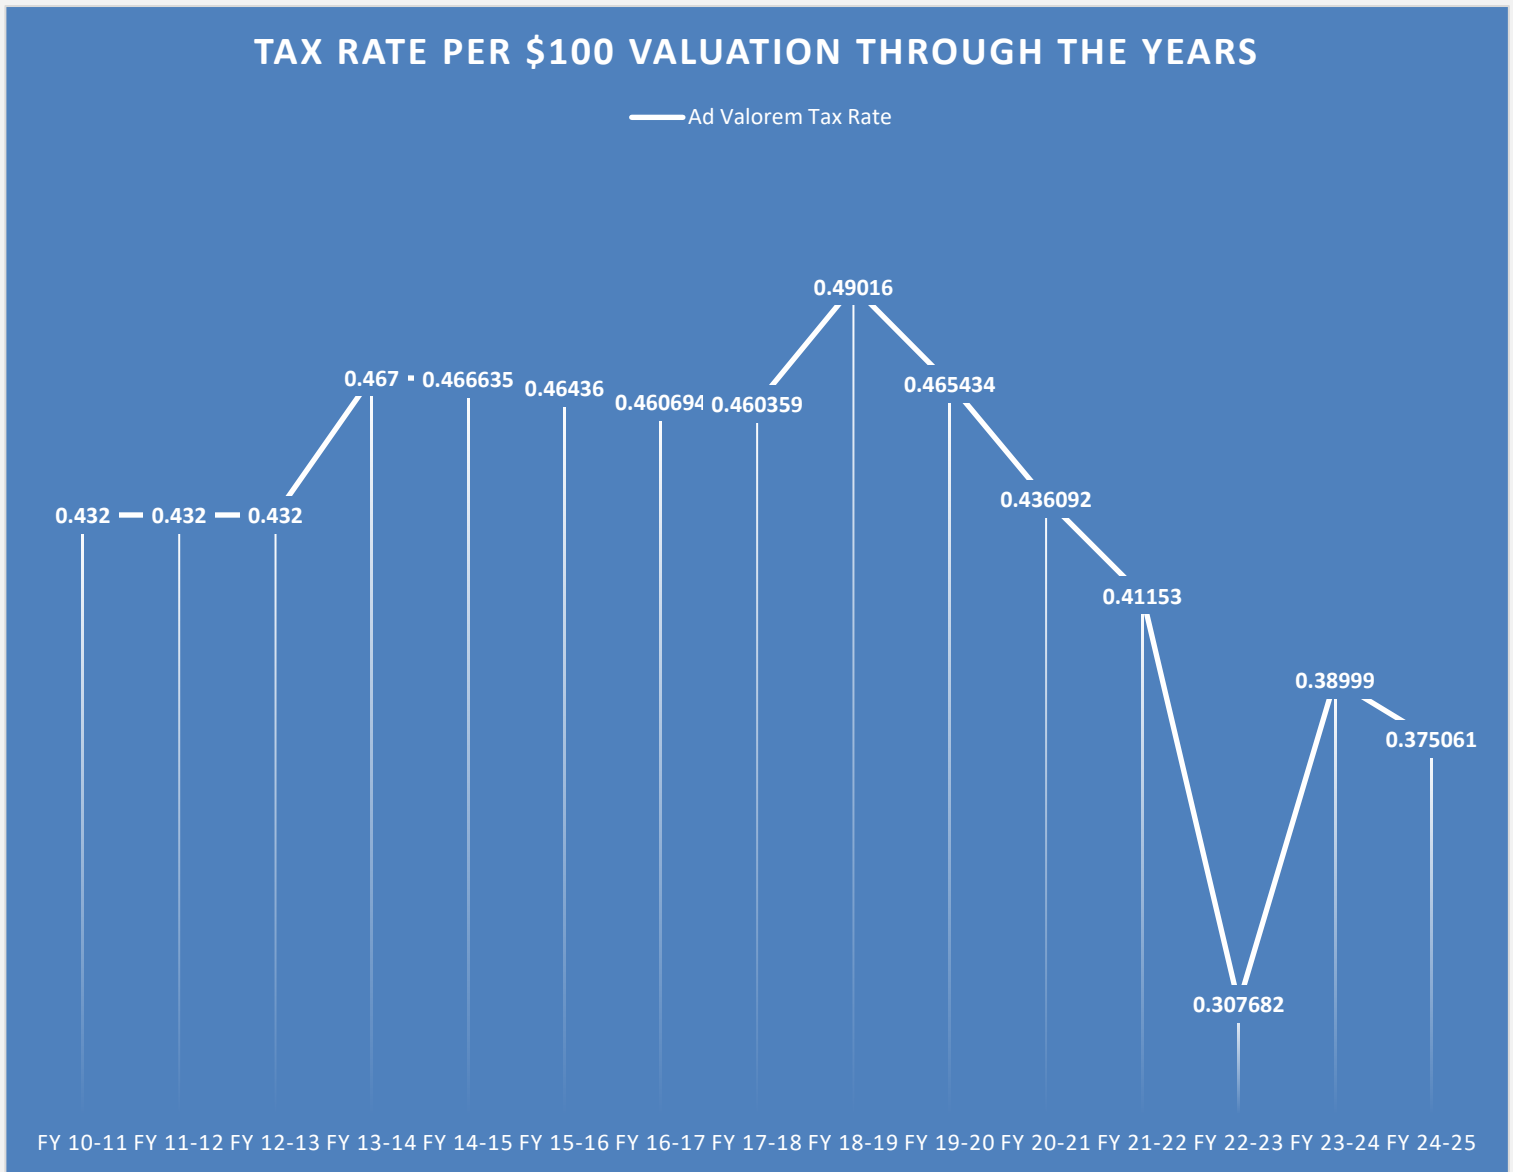 TAX RATE PER $100 VALUATION THROUGH THE YEARS
Ad Valorem Tax Rate
0.432 0.432 0.432 0.467 0.466635 0.46436 0.460694 0.460359 0.49016 0.465434 0.436092 0.41153 0.307682 0.38999 0.375061
FY 10-11 FY 11-12 FY 12-13 FY 13-14 FY 14-15 FY 15-16 FY 16-17 FY 17-18 FY 18-19 FY 19-20 FY 20-21 FY 21-22 FY 22-23 FY 23-24 FY 24-25